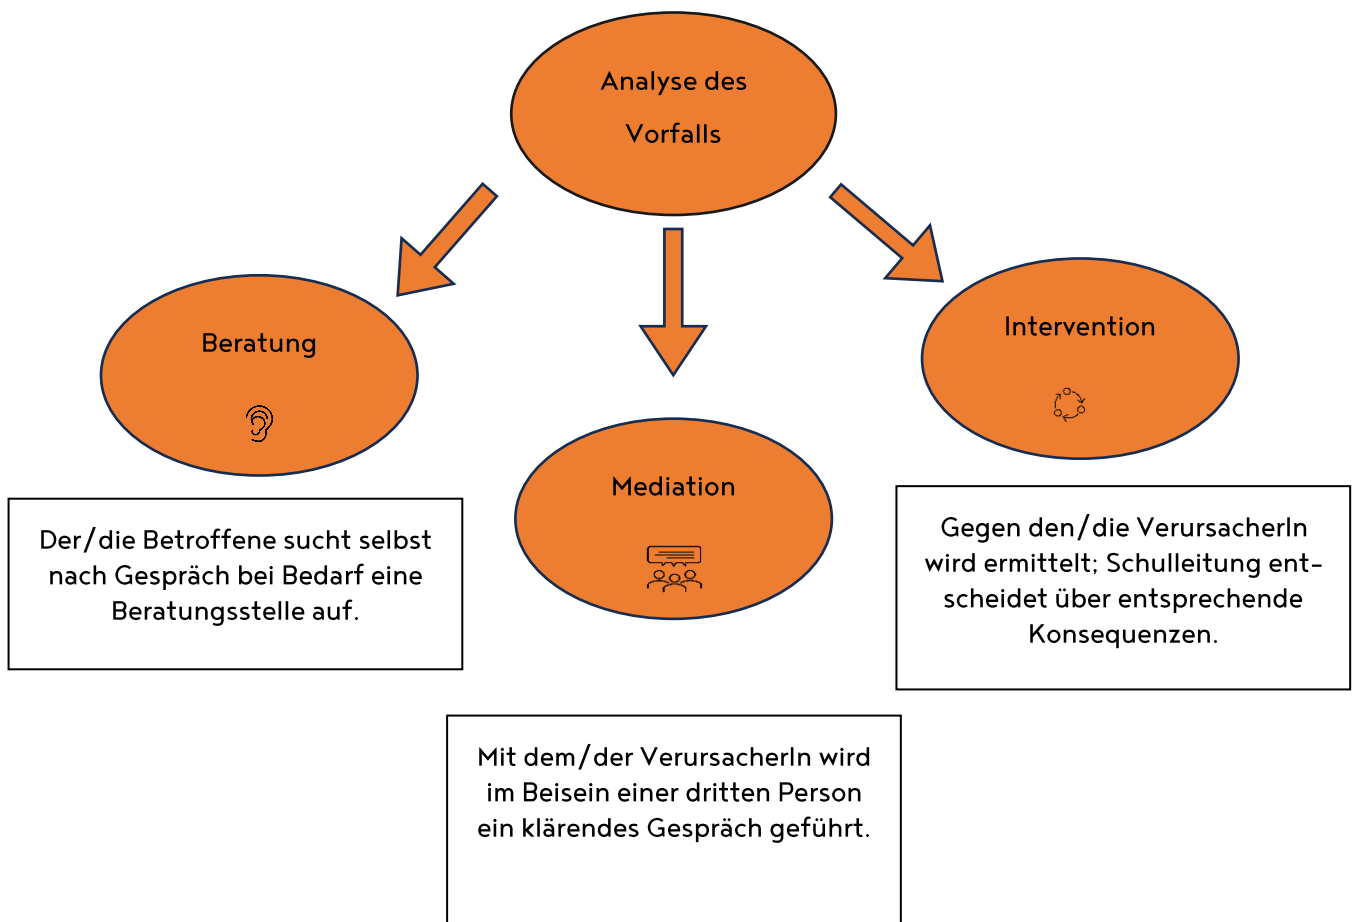 Analyse des
Vorfalls
Beratung
Der/die Betroffene sucht selbst
nach Gespräch bei Bedarf eine
Beratungsstelle auf.
Mediation
Mit dem/der VerursacherIn wird
im Beisein einer dritten Person
ein klärendes Gespräch geführt.
Intervention
Gegen den/die VerursacherIn
wird ermittelt; Schulleitung ent-
scheidet über entsprechende
Konsequenzen.